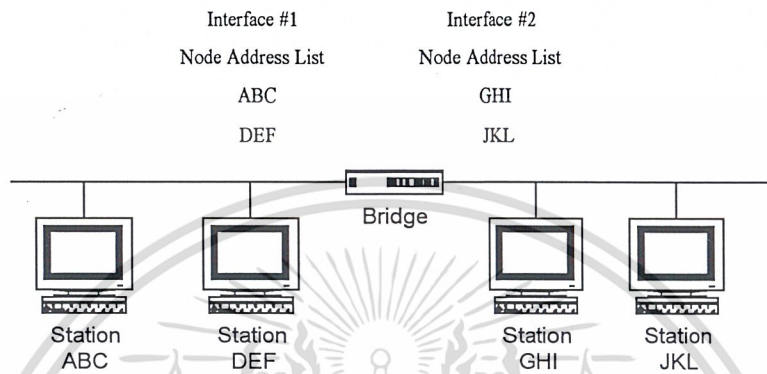 Interface #1 Interface #2
Node Address List Node Address List
ABC GHI
DEF JKL
Bridge
Station Station Station Station
ABC DEF GHI JKL